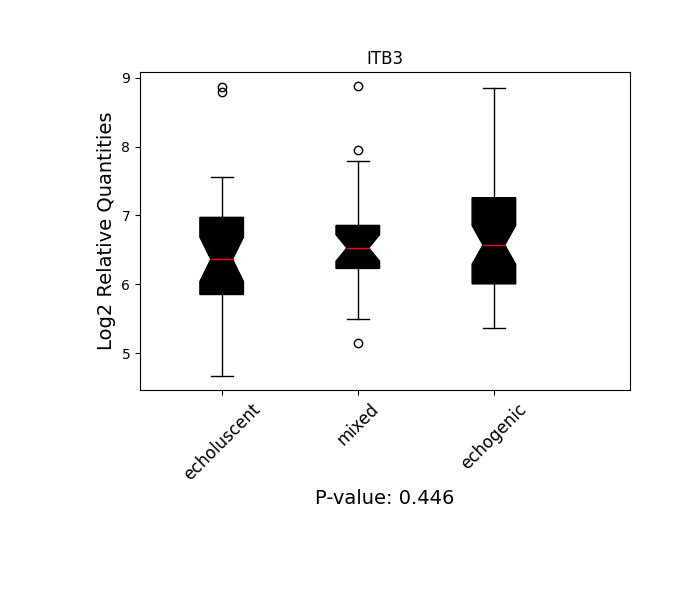 ITB3
Log2 Relative Quantities
9
8
7
6
5
echoluscent
mixed
echogenic
P-value: 0.446